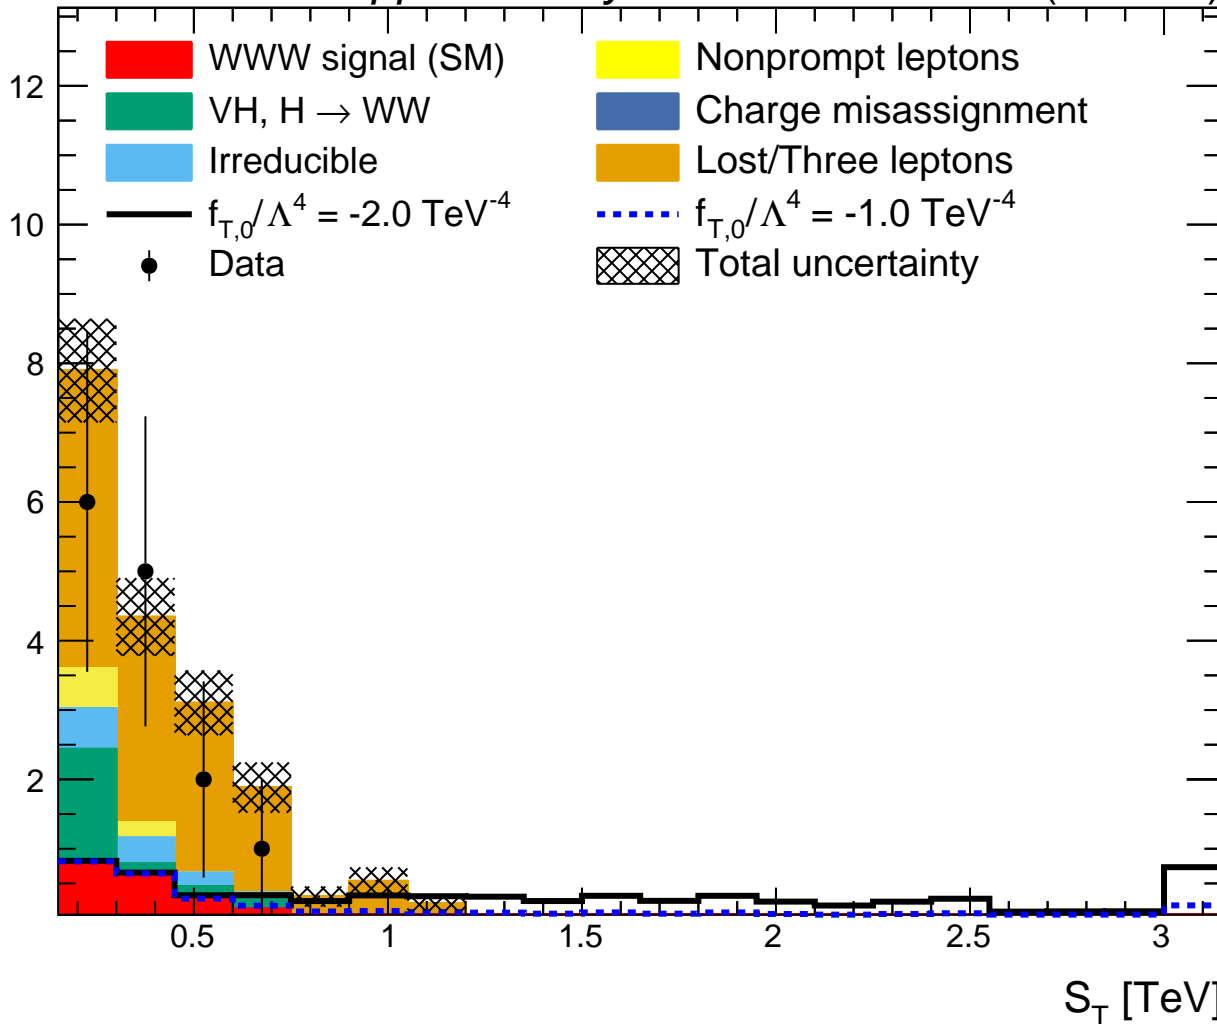 WWW signal (SM)
Nonprompt leptons
VH, H → WW
Charge misassignment
Irreducible
Lost/Three leptons
f_{T,0}/Λ^4 = -2.0 TeV^{-4}
f_{T,0}/Λ^4 = -1.0 TeV^{-4}
Data
Total uncertainty
12
10
8
6
4
2
0.5 1 1.5 2 2.5 3
S_T [TeV]